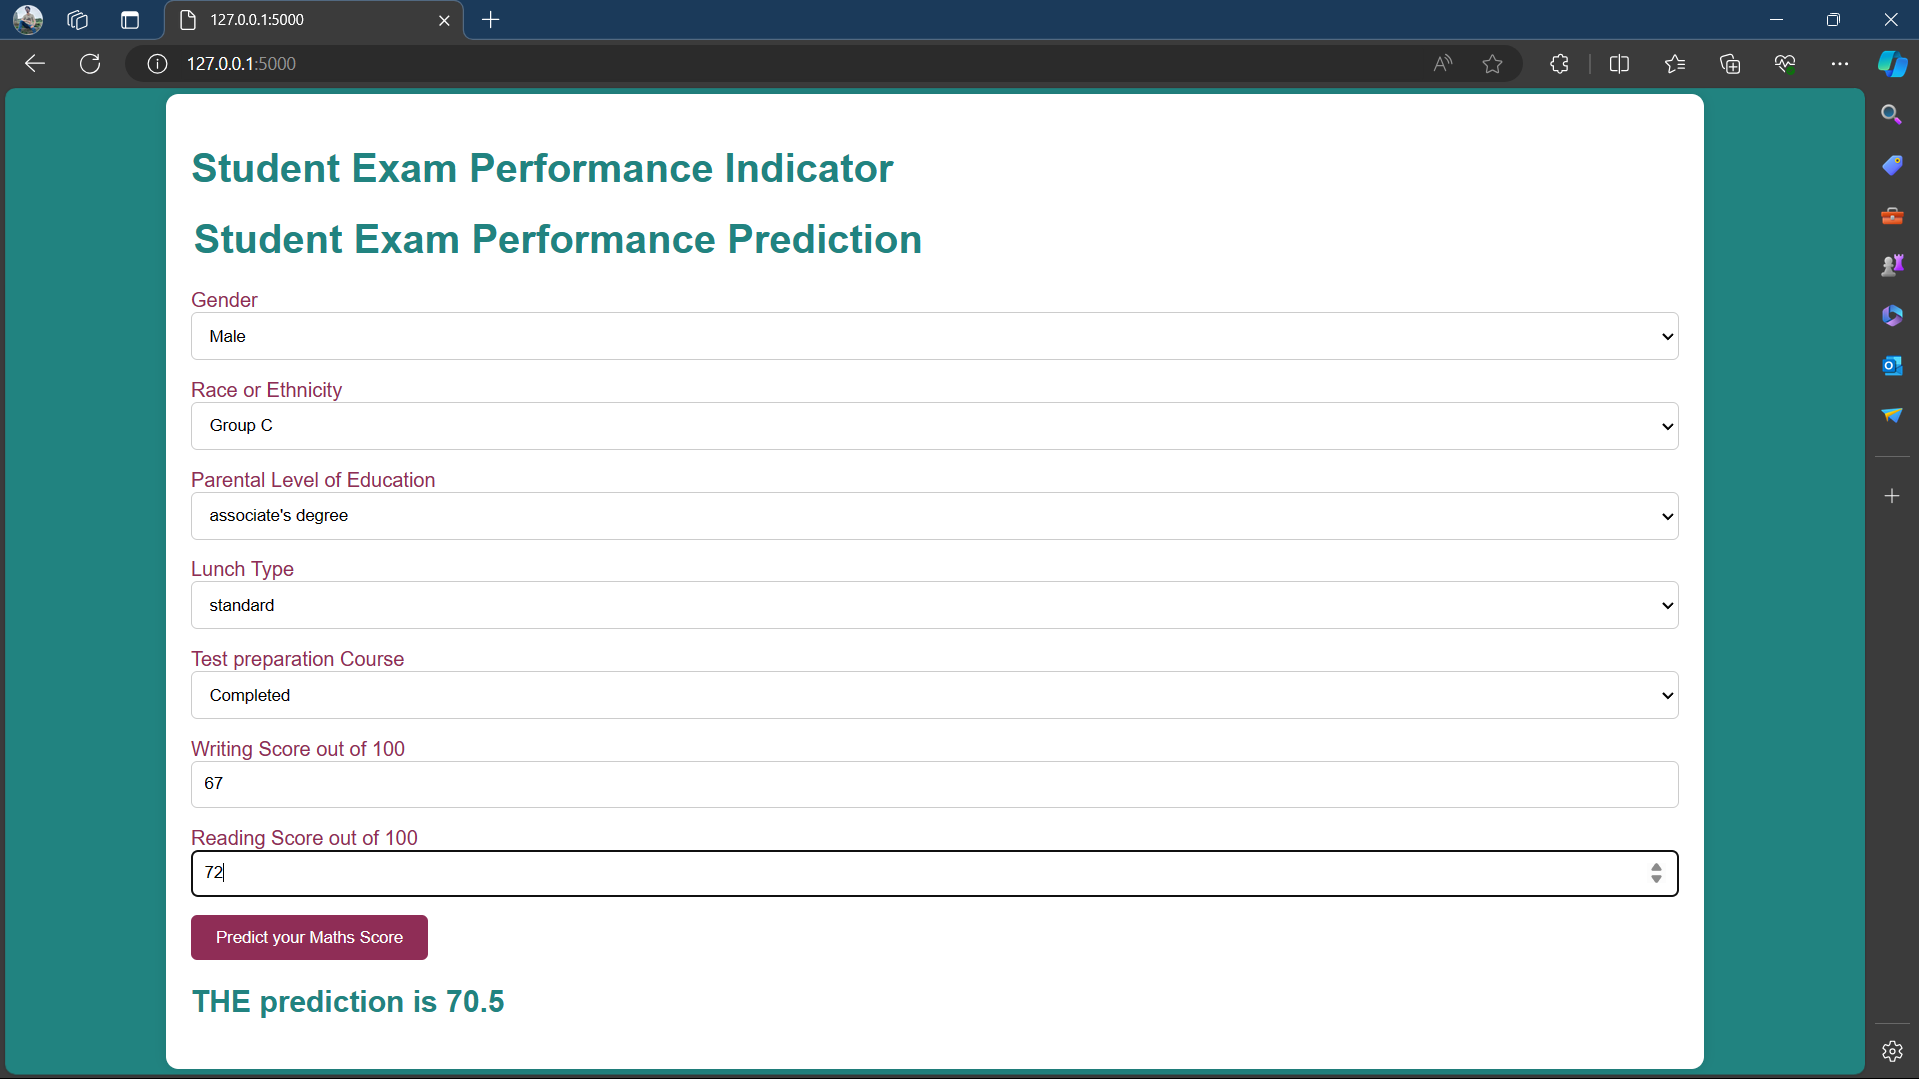 127.0.0.1:5000
127.0.0.1:5000
Student Exam Performance Indicator
Student Exam Performance Prediction
Gender
Male
Race or Ethnicity
Group C
Parental Level of Education
associate's degree
Lunch Type
standard
Test preparation Course
Completed
Writing Score out of 100
67
Reading Score out of 100
72
Predict your Maths Score
THE prediction is 70.5